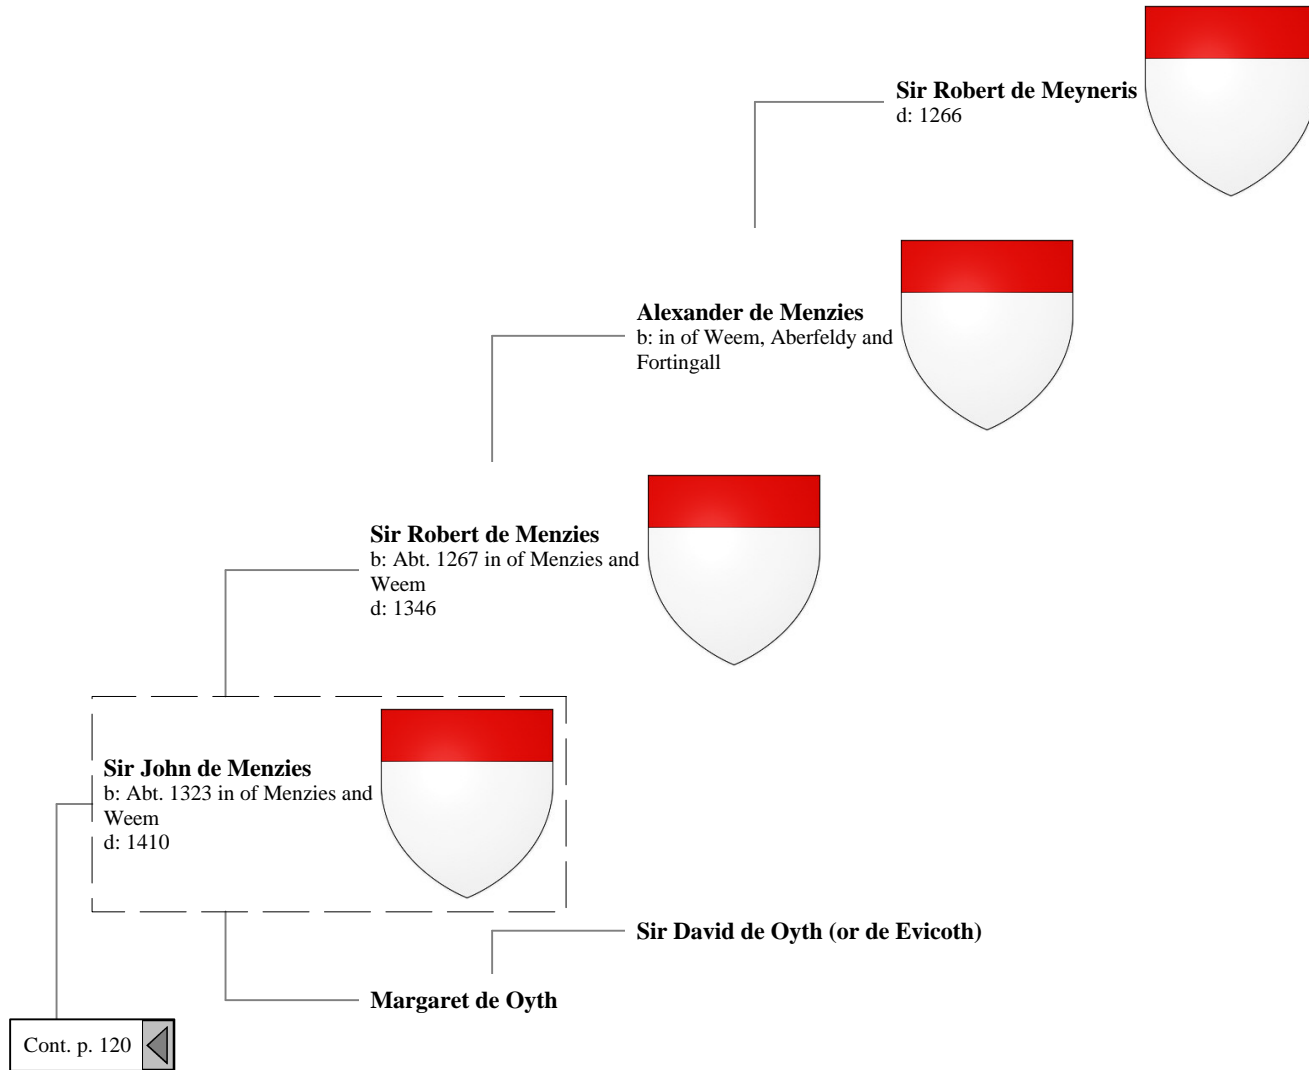 Sir Robert de Meyneris
d: 1266
Alexander de Menzies
b: in of Weem, Aberfeldy and
Fortingall
Sir Robert de Menzies
b: Abt. 1267 in of Menzies and
Weem
d: 1346
Sir John de Menzies
b: Abt. 1323 in of Menzies and
Weem
d: 1410
Sir David de Oyth (or de Evicoth)
Margaret de Oyth
Cont. p. 120